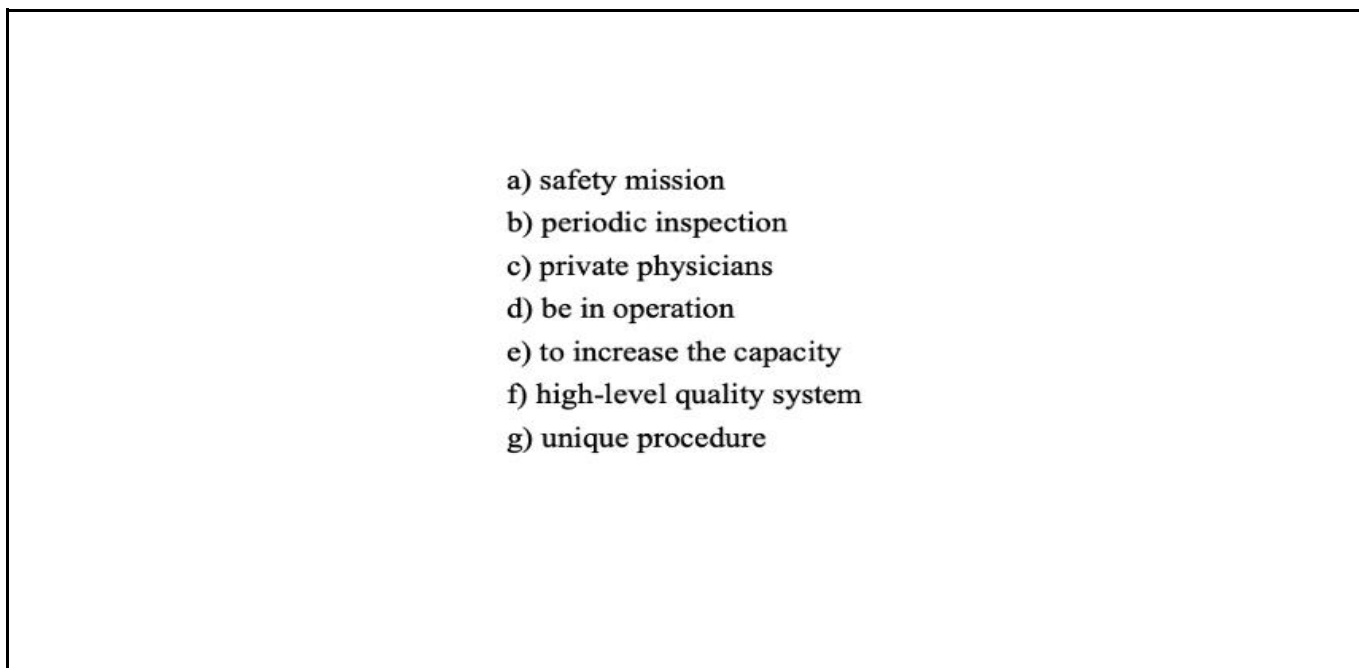 a) safety mission
b) periodic inspection
c) private physicians
d) be in operation
e) to increase the capacity
f) high-level quality system
g) unique procedure